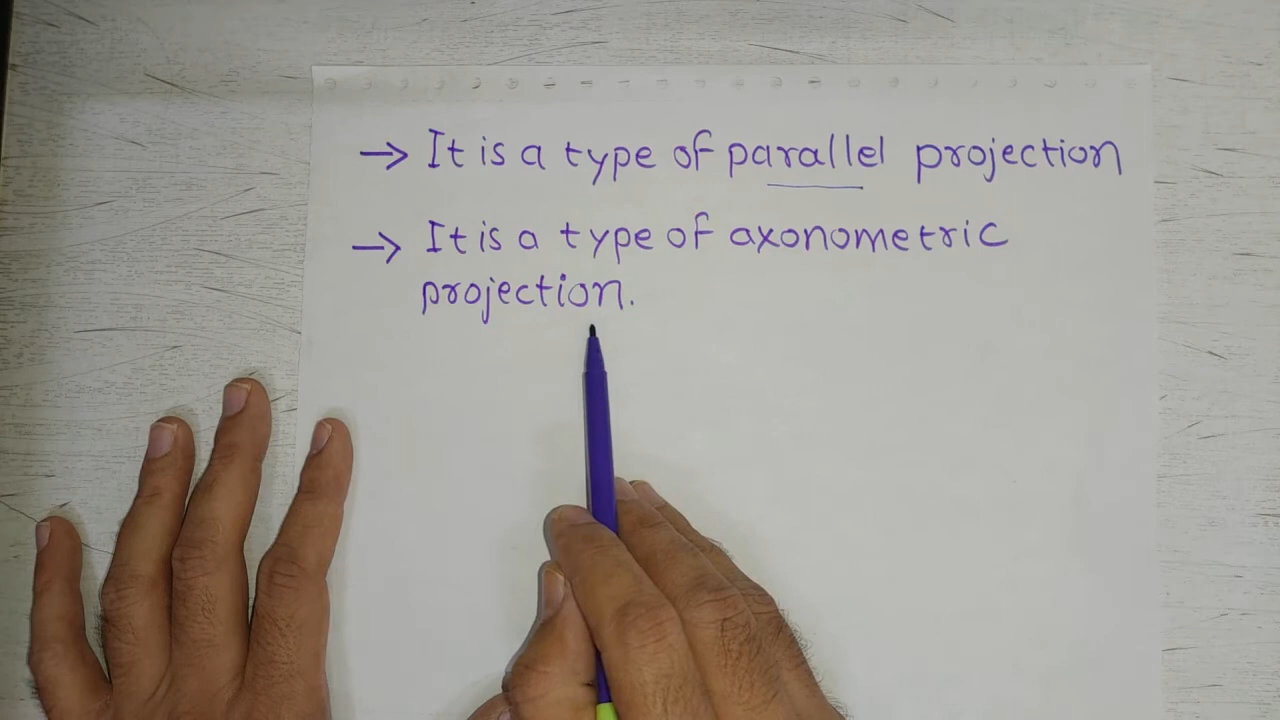 → It is a type of parallel projection
→ It is a type of axonometric
projection.